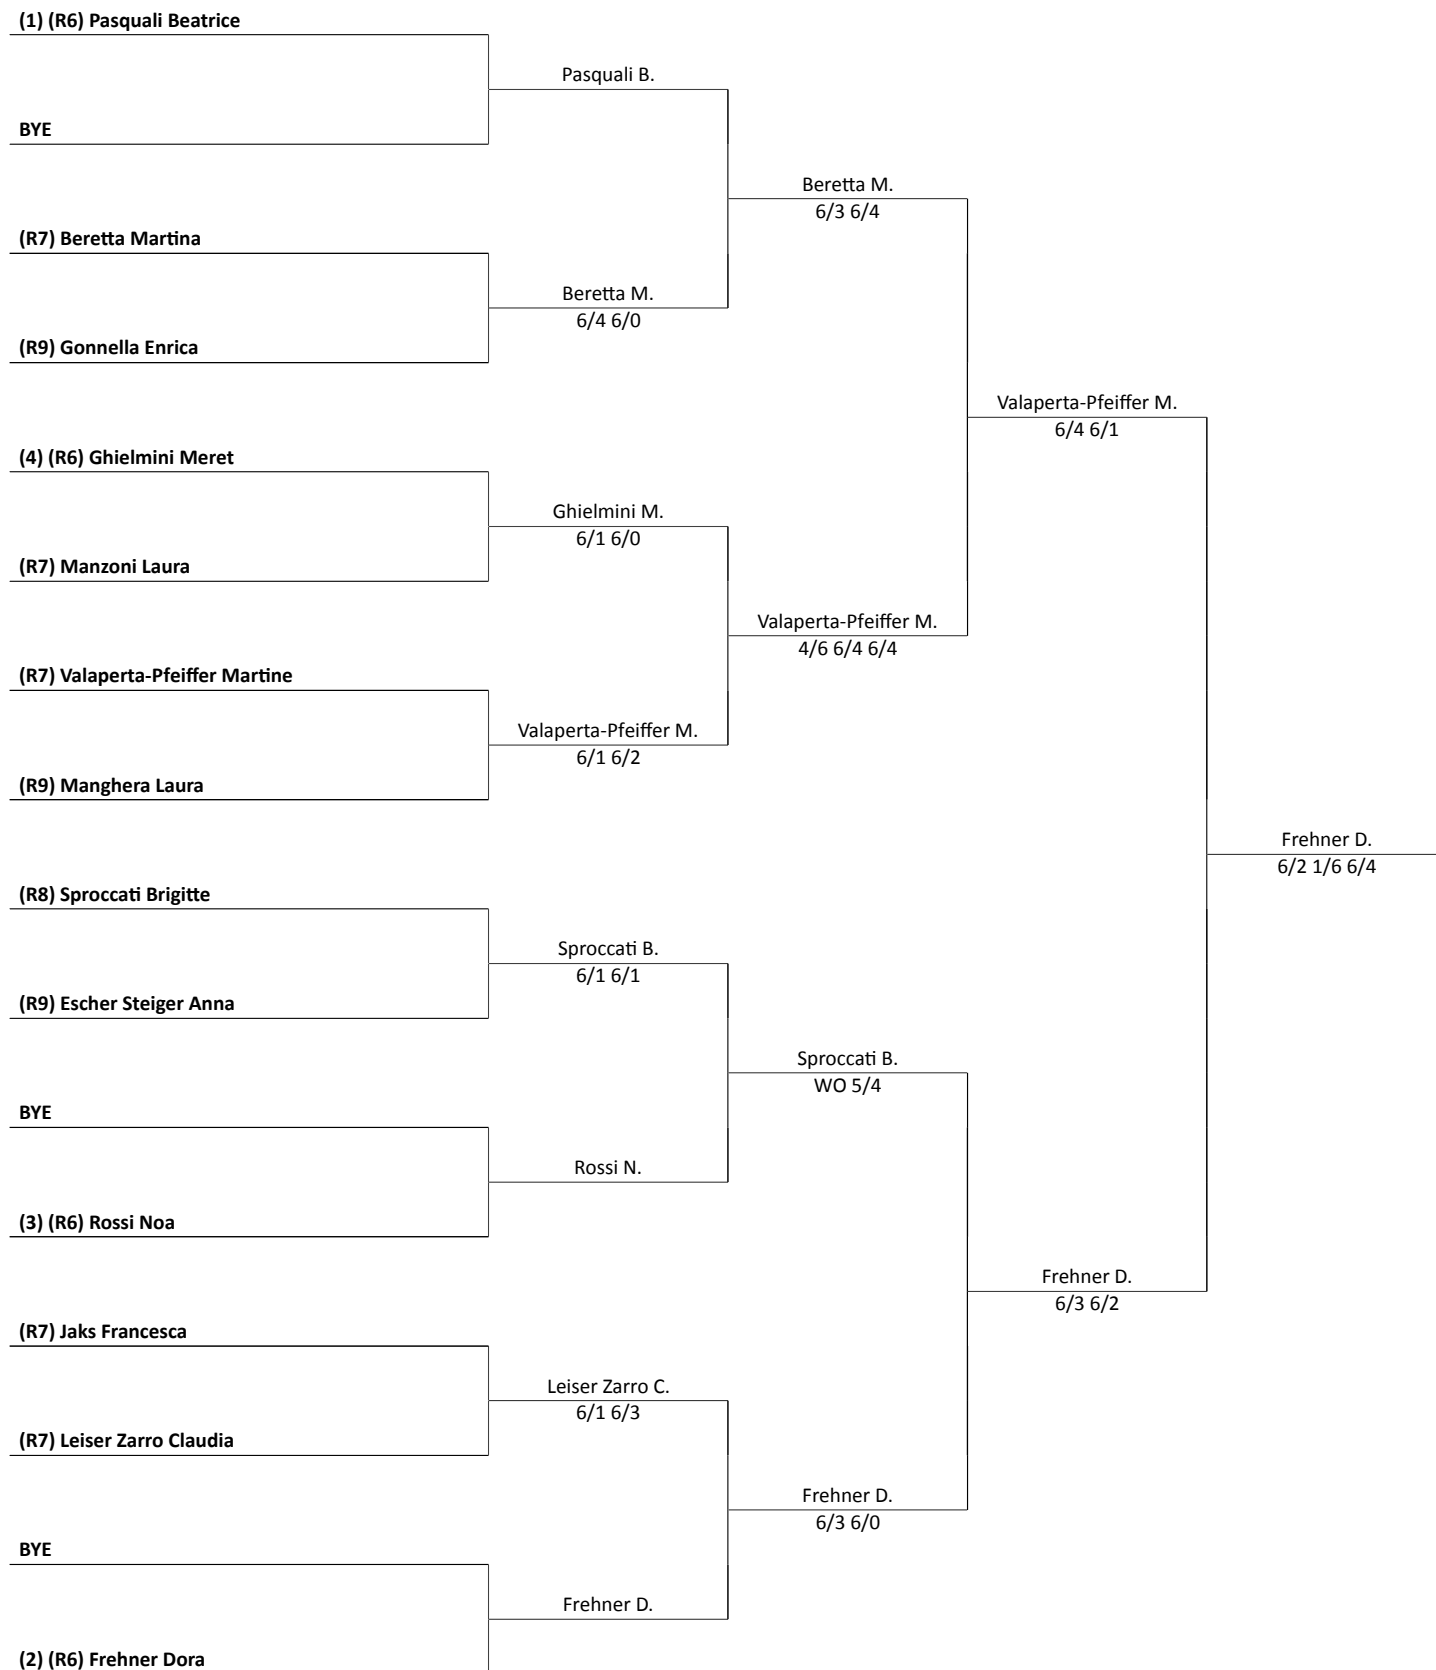 (1) (R6) Pasquali Beatrice
Pasquali B.
BYE
Beretta M.
6/3 6/4
(R7) Beretta Martina
Beretta M.
6/4 6/0
(R9) Gonnella Enrica
Valaperta-Pfeiffer M.
6/4 6/1
(4) (R6) Ghielmini Meret
Ghielmini M.
6/1 6/0
(R7) Manzoni Laura
Valaperta-Pfeiffer M.
4/6 6/4 6/4
(R7) Valaperta-Pfeiffer Martine
Valaperta-Pfeiffer M.
6/1 6/2
(R9) Manghera Laura
Frehner D.
6/2 1/6 6/4
(R8) Sproccati Brigitte
Sproccati B.
6/1 6/1
(R9) Escher Steiger Anna
Sproccati B.
WO 5/4
BYE
Rossi N.
(3) (R6) Rossi Noa
Frehner D.
6/3 6/2
(R7) Jaks Francesca
Leiser Zarro C.
6/1 6/3
(R7) Leiser Zarro Claudia
Frehner D.
6/3 6/0
BYE
Frehner D.
(2) (R6) Frehner Dora